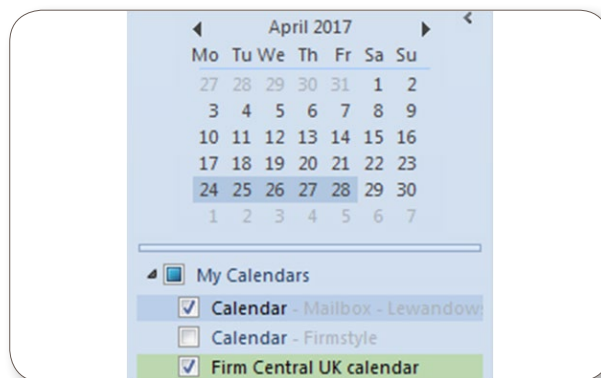 April 2017
Mo Tu We Th Fr Sa Su
27 28 29 30 31 1 2
3 4 5 6 7 8 9
10 11 12 13 14 15 16
17 18 19 20 21 22 23
24 25 26 27 28 29 30
1 2 3 4 5 6 7
My Calendars
Calendar - Mailbox - Lewandows
Calendar - Firmstyle
Firm Central UK calendar